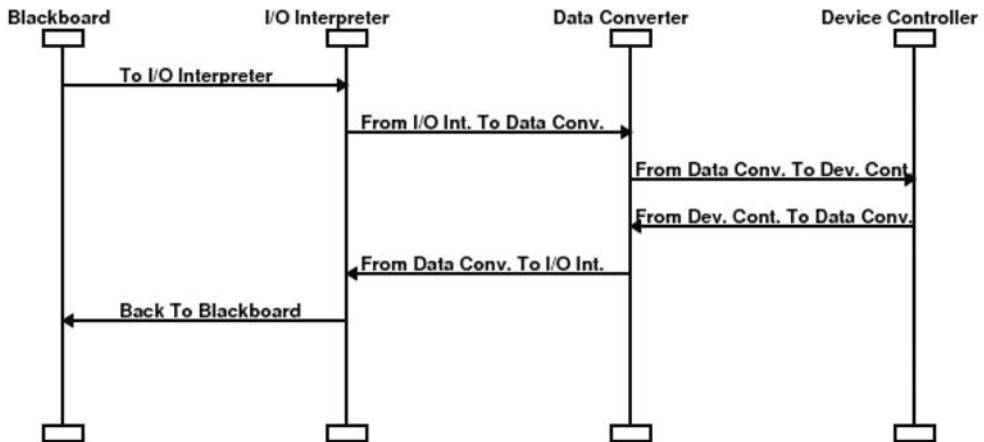 Blackboard I/O Interpreter Data Converter Device Controller
To I/O Interpreter
From I/O Int. To Data Conv.
From Data Conv. To Dev. Cont.
From Dev. Cont. To Data Conv.
From Data Conv. To I/O Int.
Back To Blackboard